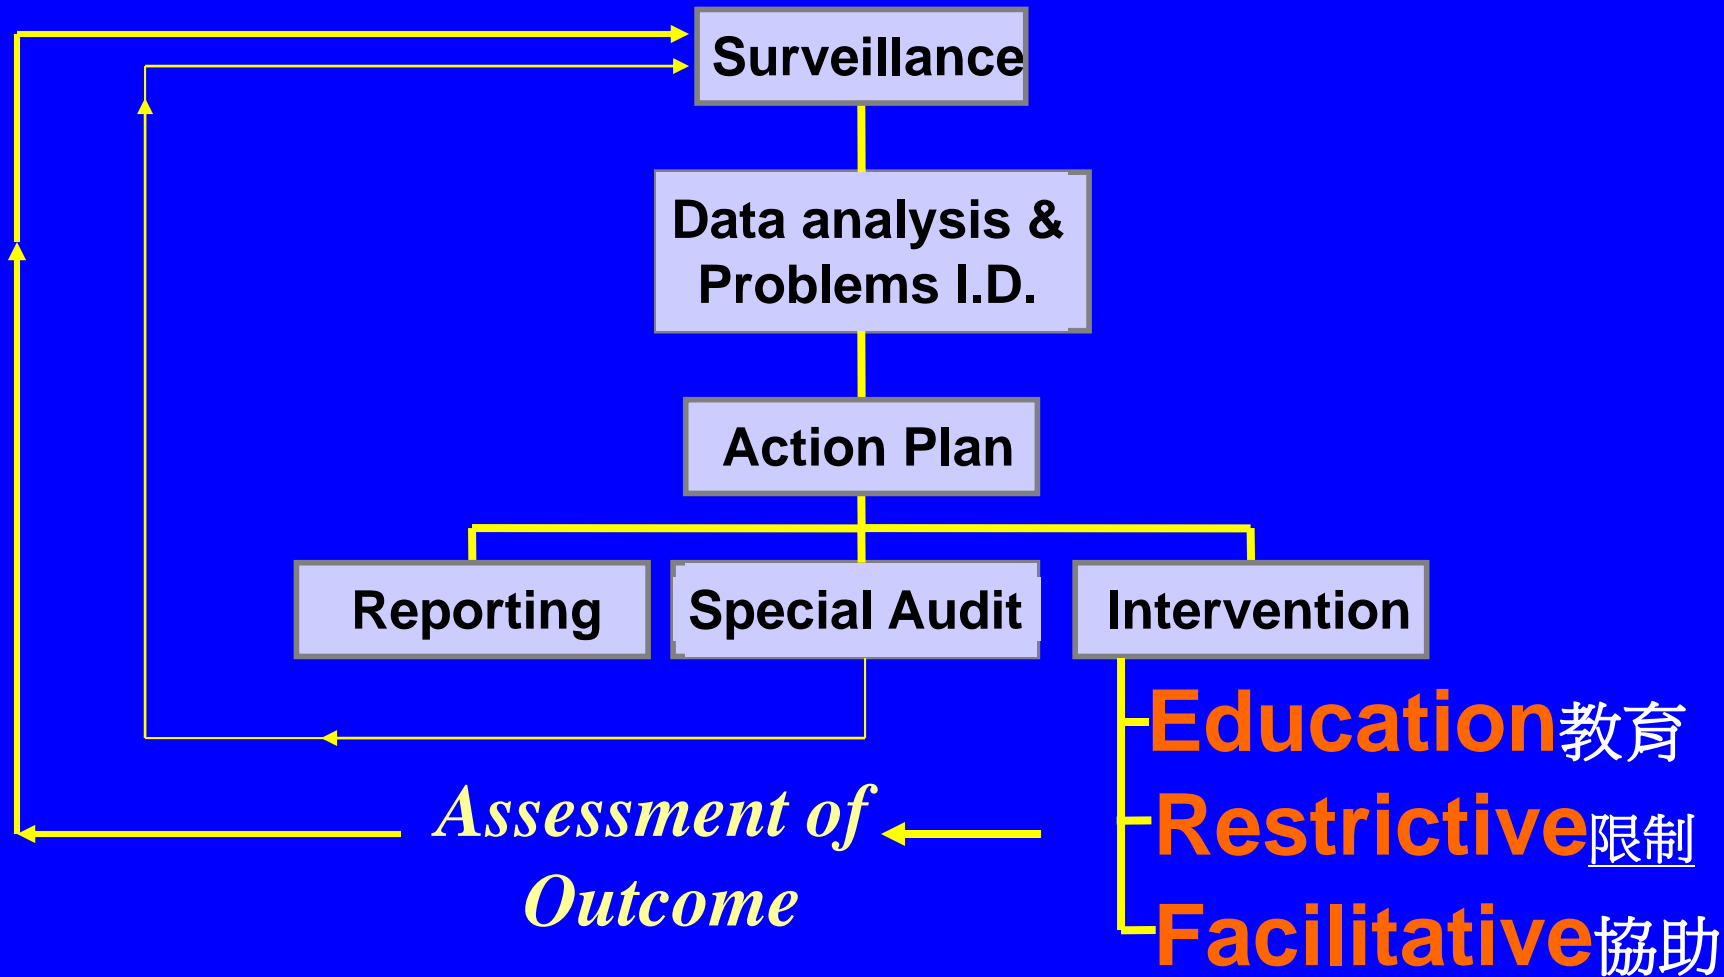 Surveillance
Data analysis &
Problems I.D.
Action Plan
Reporting
Special Audit
Intervention
Education教育
Restrictive限制
Facilitative協助
Assessment of
Outcome